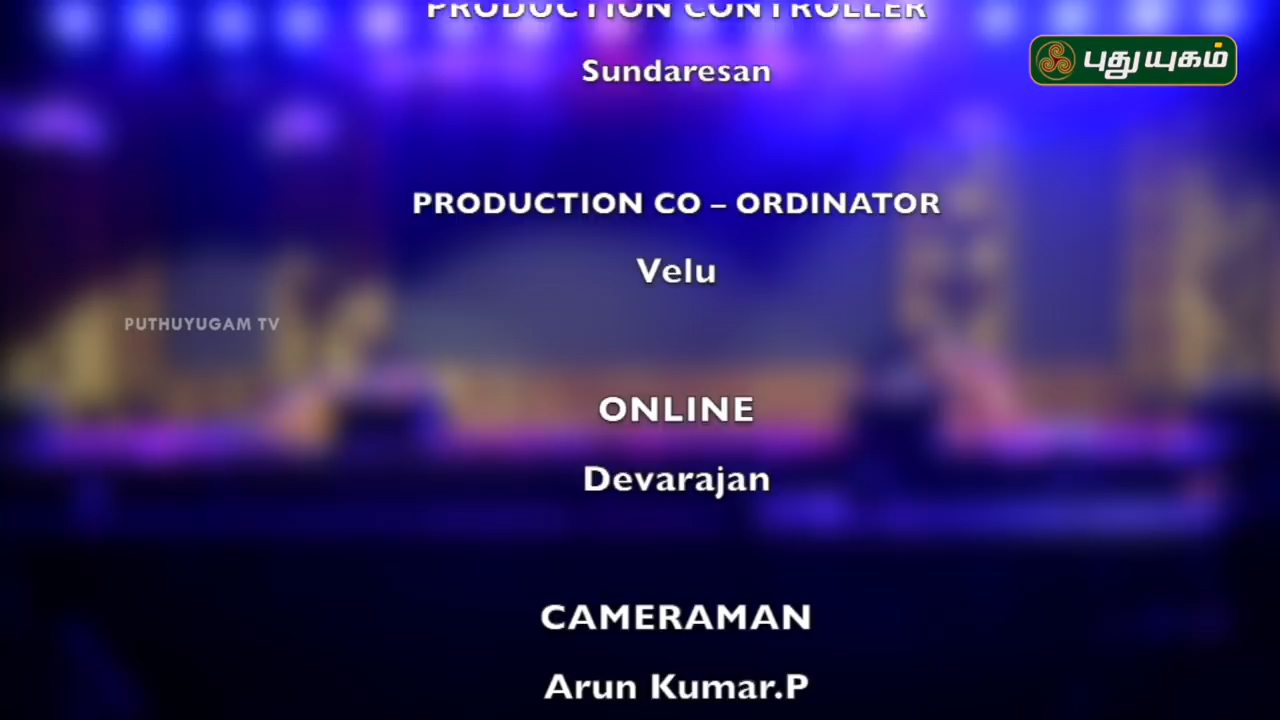 PRODUCTION CONTROLLER
Sundaresan
புதுயுகம்
PRODUCTION CO – ORDINATOR
Velu
PUTHUYUGAM TV
ONLINE
Devarajan
CAMERAMAN
Arun Kumar.P